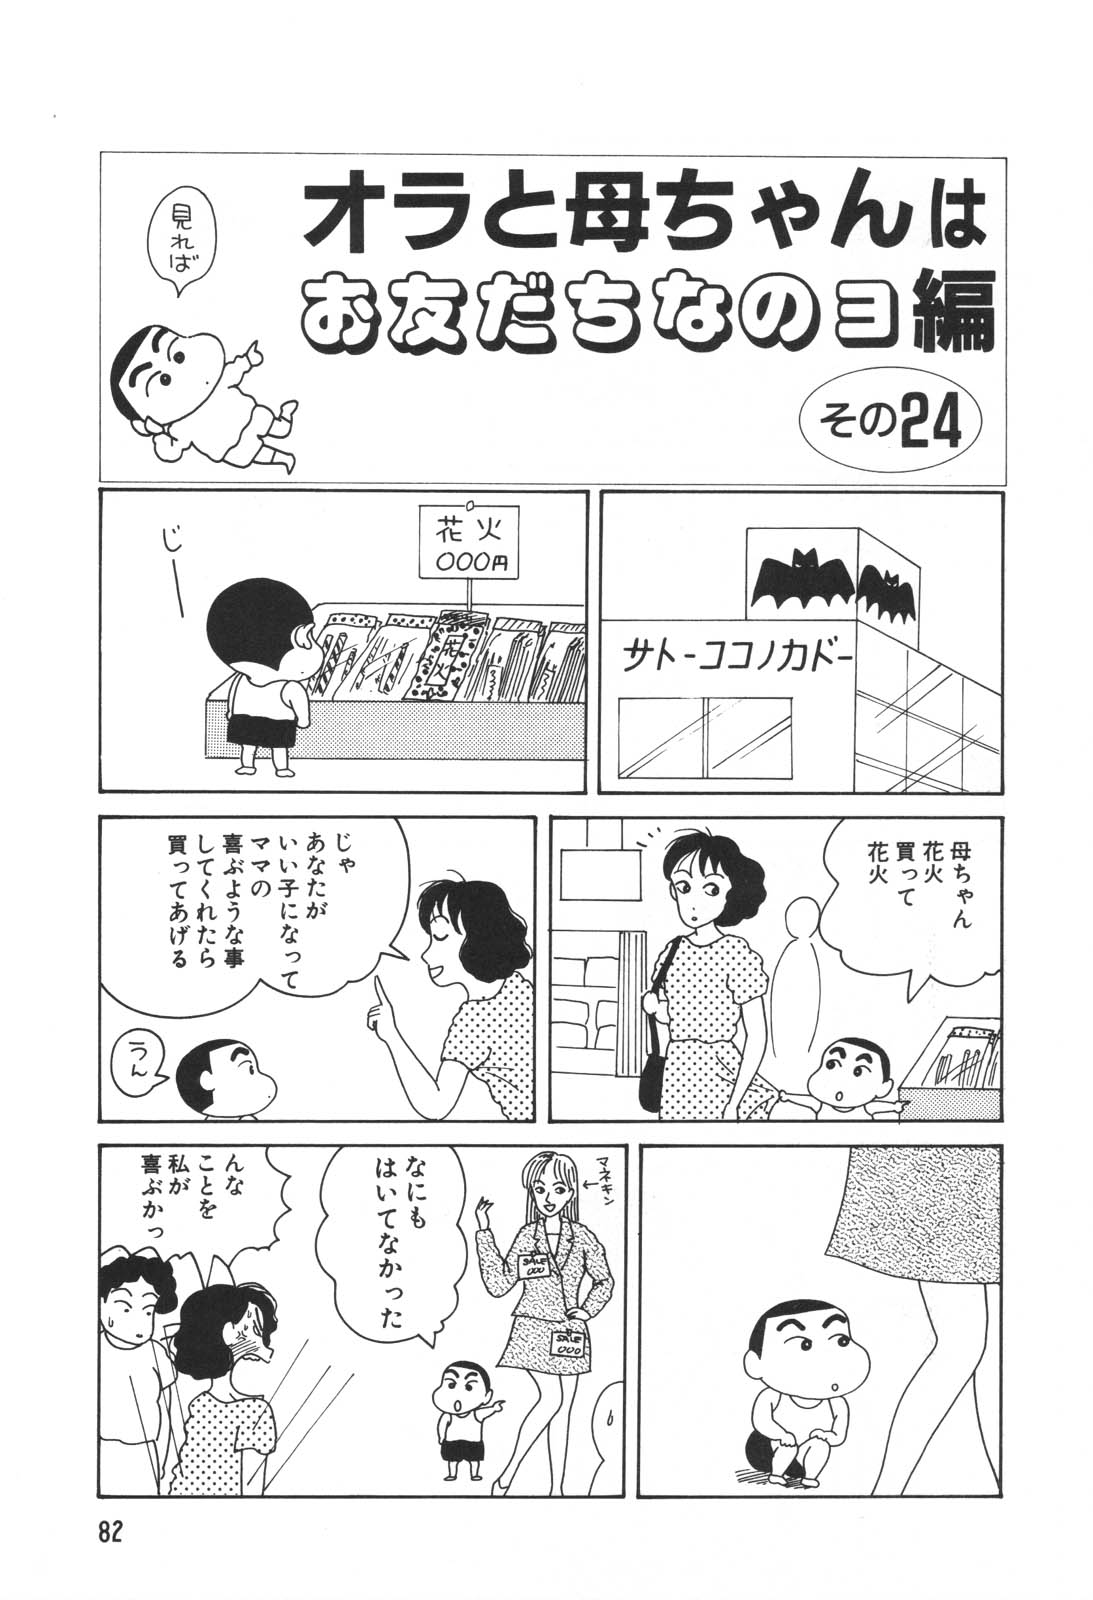 オラと母ちゃんは
お友だちなのヨ編
その24
見れば
サトーココノカドー
じー
花火
000円
花火
母ちゃん
花火
買って
花火
じゃ
あなたが
いい子になって
ママの
喜ぶような事
してくれたら
買ってあげる
うん
マネキン
SALE
000
SALE
000
なにも
はいてなかった
んな
ことを
私が
喜ぶかっ
82